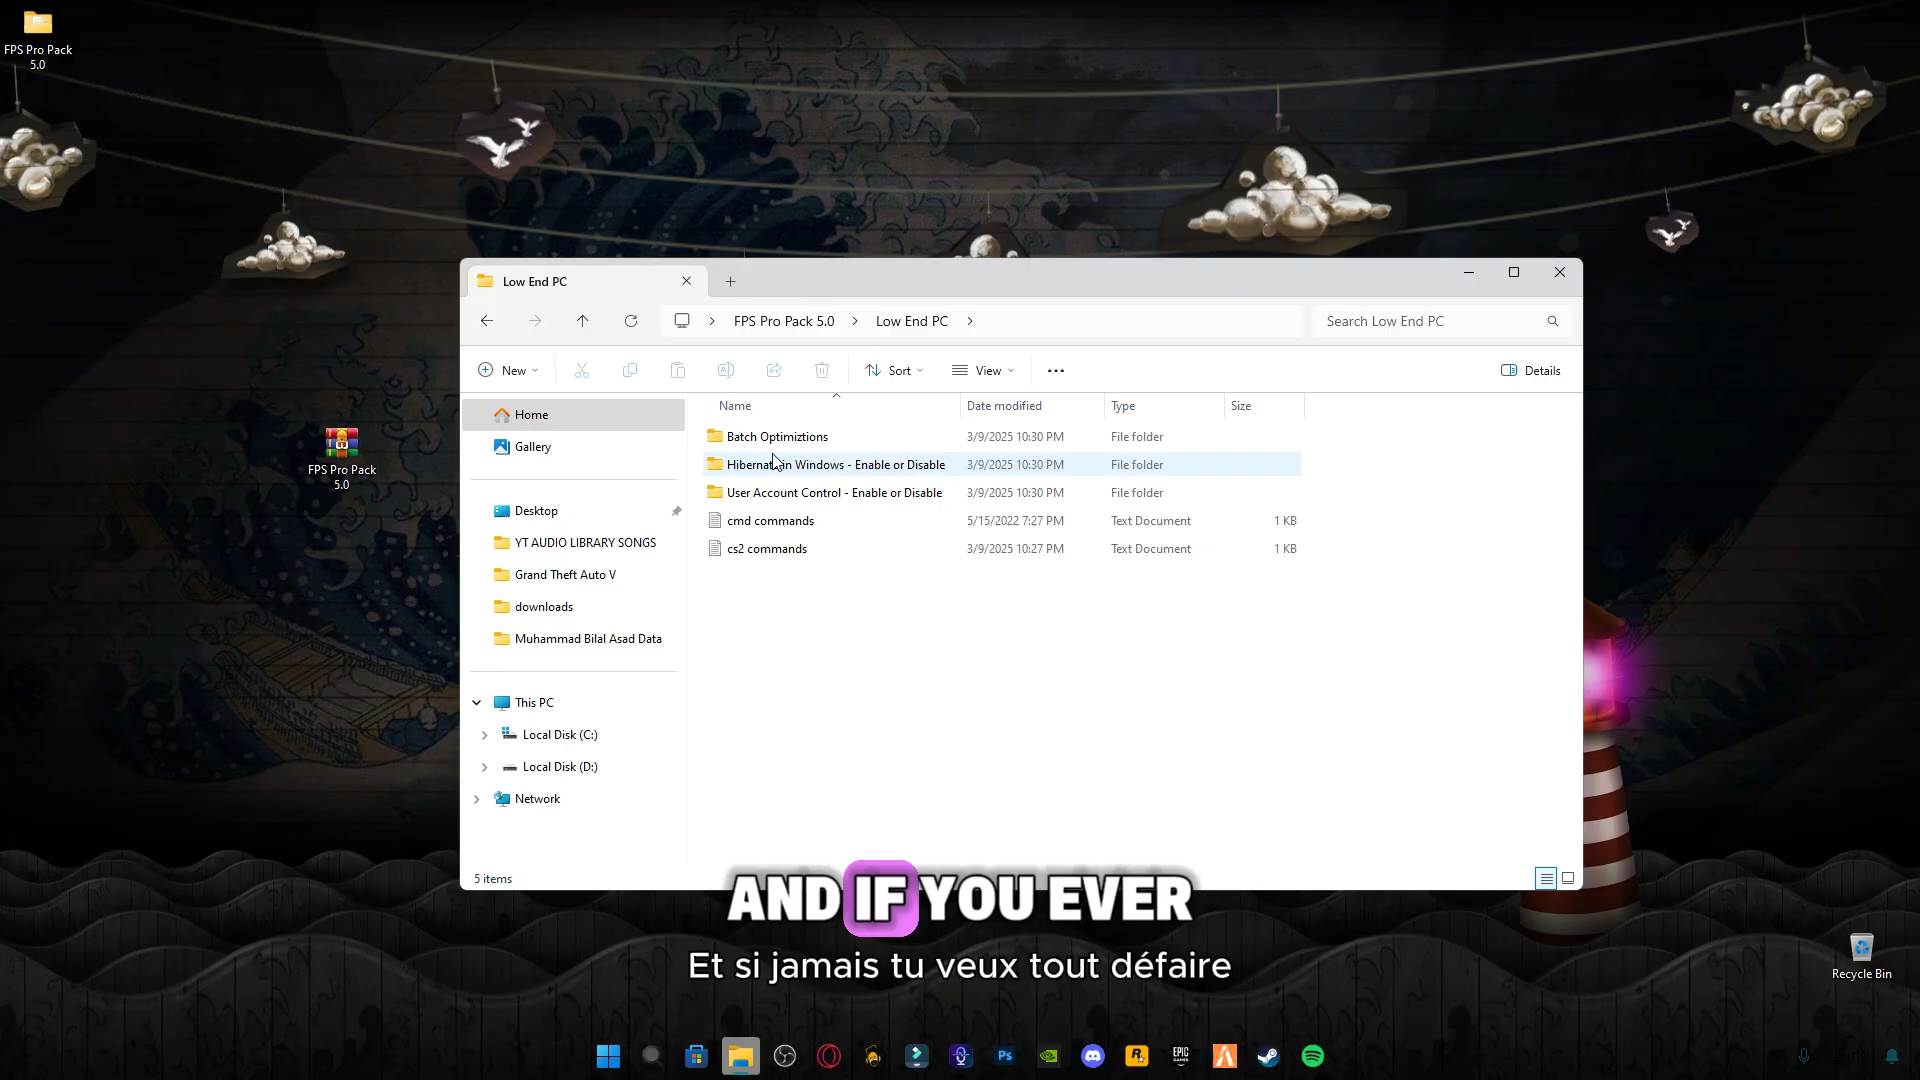 FPS Pro Pack
5.0
FPS Pro Pack
5.0
Low End PC
FPS Pro Pack 5.0
Low End PC
Search Low End PC
New
Sort
View
Details
Home
Gallery
Desktop
YT AUDIO LIBRARY SONGS
Grand Theft Auto V
downloads
Muhammad Bilal Asad Data
This PC
Local Disk (C:)
Local Disk (D:)
Network
Name Date modified Type Size
Batch Optimiztions 3/9/2025 10:30 PM File folder
Hibernate in Windows - Enable or Disable 3/9/2025 10:30 PM File folder
User Account Control - Enable or Disable 3/9/2025 10:30 PM File folder
cmd commands 5/15/2022 7:27 PM Text Document 1 KB
cs2 commands 3/9/2025 10:27 PM Text Document 1 KB
5 items
AND IF YOU EVER
Et si jamais tu veux tout défaire
Recycle Bin
Ps
R
EPIC
GAMES